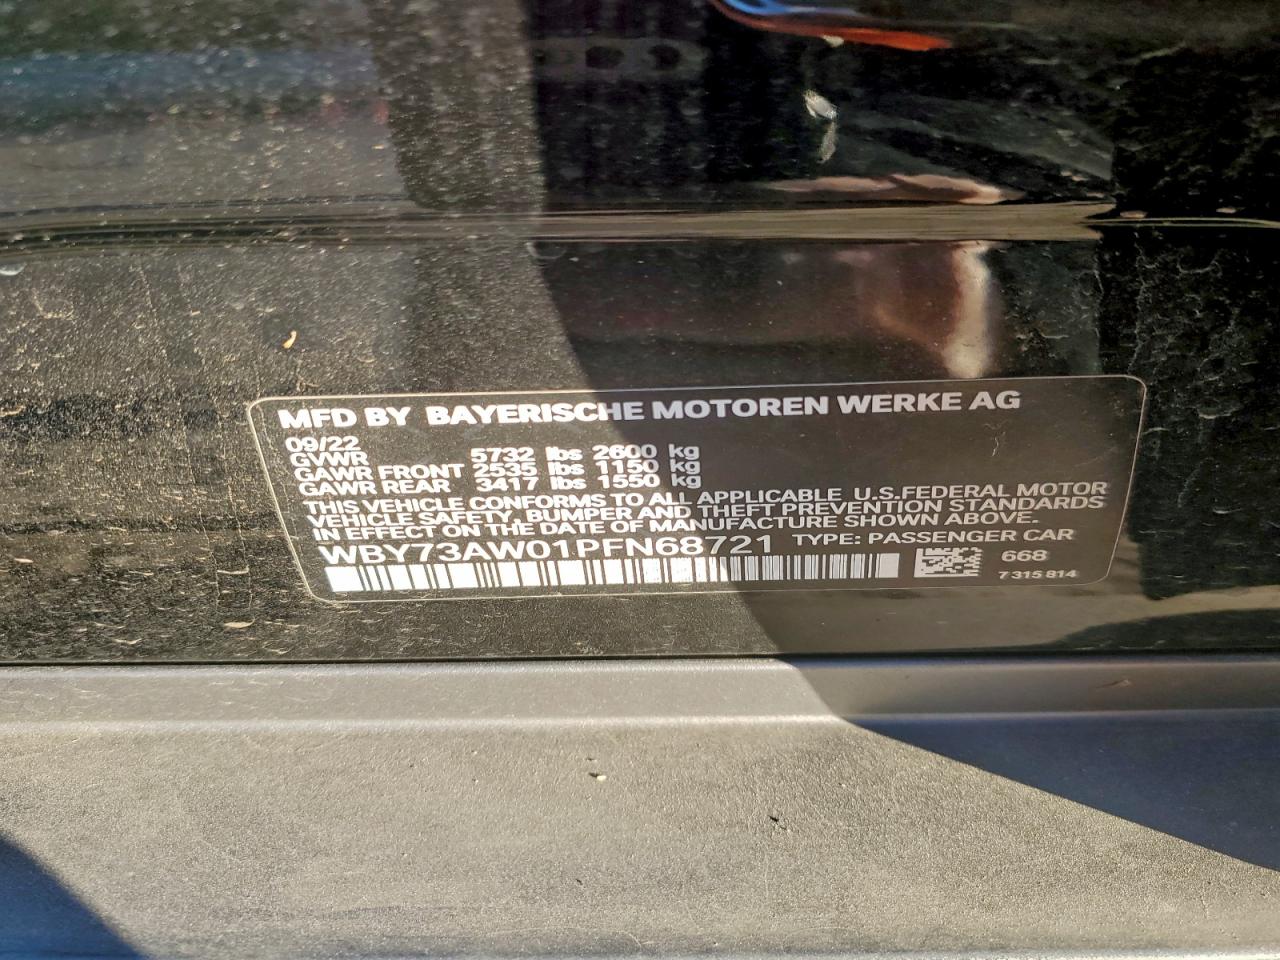 MFD BY BAYERISCHE MOTOREN WERKE AG
09/22
GVWR 5732 lbs 2600 kg
GAWR FRONT 2535 lbs 1150 kg
GAWR REAR 3417 lbs 1550 kg
THIS VEHICLE CONFORMS TO ALL APPLICABLE U.S.FEDERAL MOTOR
VEHICLE SAFETY, BUMPER AND THEFT PREVENTION STANDARDS
IN EFFECT ON THE DATE OF MANUFACTURE SHOWN ABOVE.
WBY73AW01PFN68721 TYPE: PASSENGER CAR
668
7 315 814